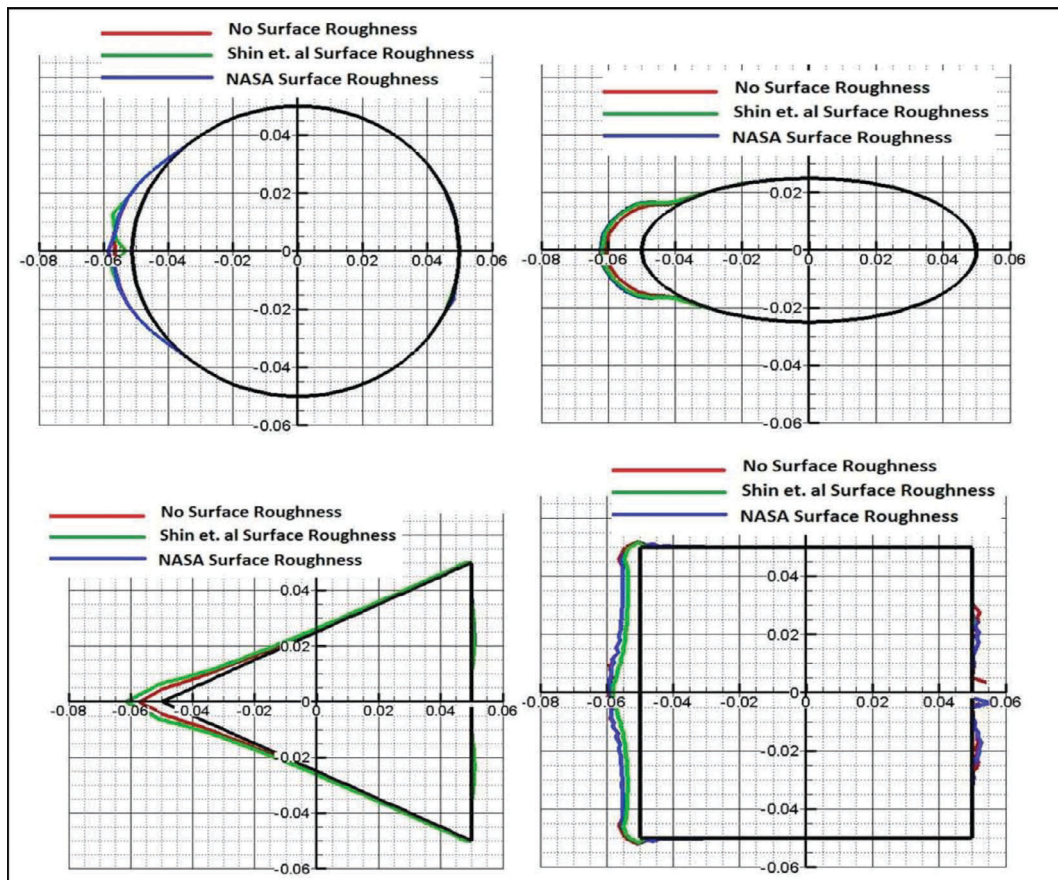 No Surface Roughness
Shin et. al Surface Roughness
NASA Surface Roughness
0.04
0.02
-0.08 -0.06 -0.04 -0.02 0 0.02 0.04 0.06
-0.02
-0.04
-0.06
No Surface Roughness
Shin et. al Surface Roughness
NASA Surface Roughness
0.04
0.02
-0.08 -0.06 -0.04 -0.02 0 0.02 0.04 0.06
-0.02
-0.04
-0.06
No Surface Roughness
Shin et. al Surface Roughness
NASA Surface Roughness
0.04
0.02
-0.08 -0.06 -0.04 -0.02 0 0.02 0.04 0.06
-0.02
-0.04
-0.06
No Surface Roughness
Shin et. al Surface Roughness
NASA Surface Roughness
0.04
0.02
-0.08 -0.06 -0.04 -0.02 0 0.02 0.04 0.06
-0.02
-0.04
-0.06